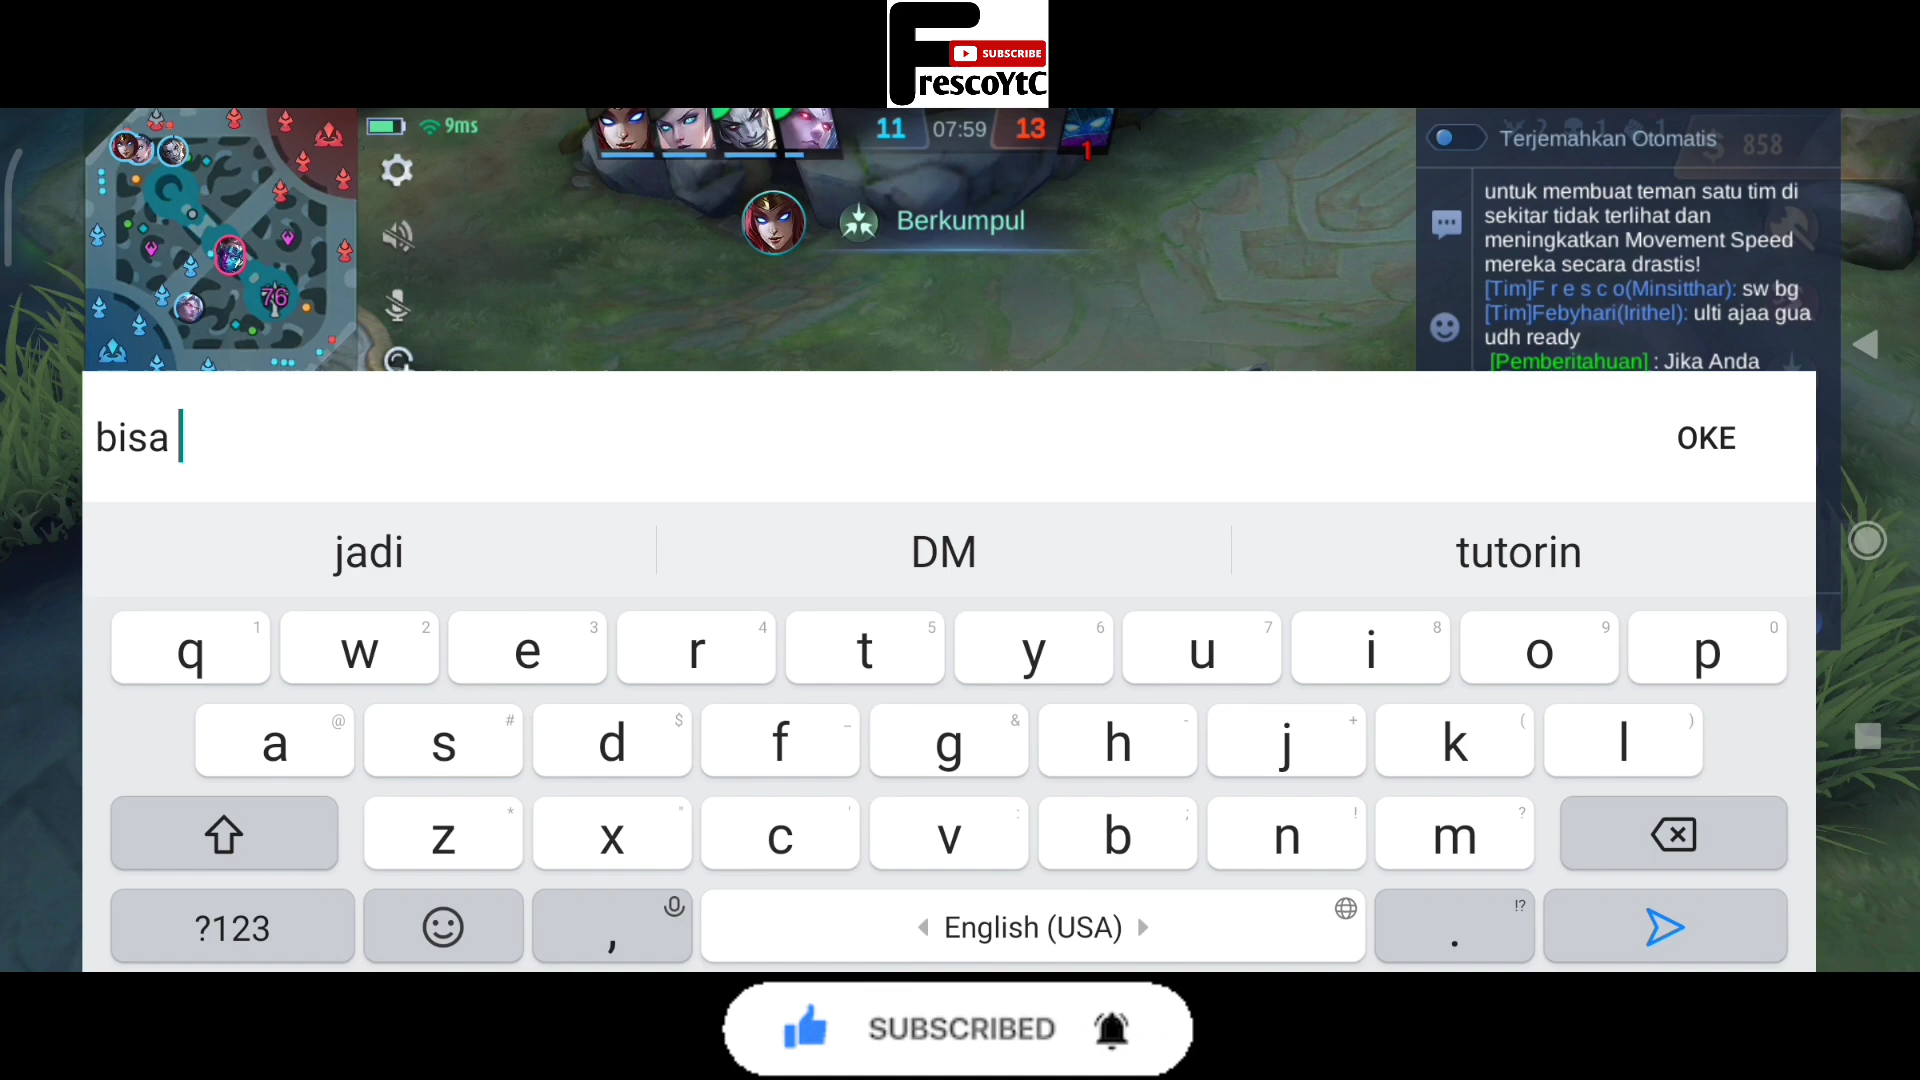 SUBSCRIBE
FrescoYtC
9ms
11 07:59 13
1
Terjemahkan Otomatis
858
Berkumpul
untuk membuat teman satu tim di
sekitar tidak terlihat dan
meningkatkan Movement Speed
mereka secara drastis!
[Tim]F r e s c o(Minsitthar): sw bg
[Tim]Febyhari(Irithel): ulti ajaa gua
udh ready
[Pemberitahuan] : Jika Anda
76
bisa
OKE
jadi DM tutorin
q 1 w 2 e 3 r 4 t 5 y 6 u 7 i 8 o 9 p 0
a @ s # d $ f _ g & h - j + k ( l )
z * x " c ' v : b ; n ! m ?
?123 , English (USA) . !?
SUBSCRIBED